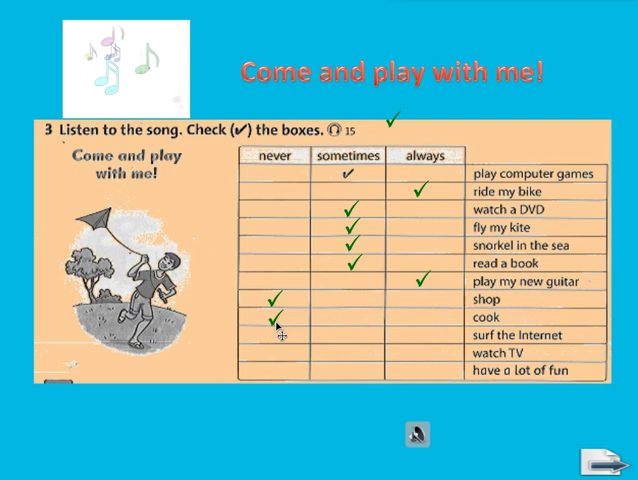 Come and play with me!
3 Listen to the song. Check (✔) the boxes. 15
Come and play
with me!
never sometimes always
play computer games
ride my bike
watch a DVD
fly my kite
snorkel in the sea
read a book
play my new guitar
shop
cook
surf the Internet
watch TV
have a lot of fun